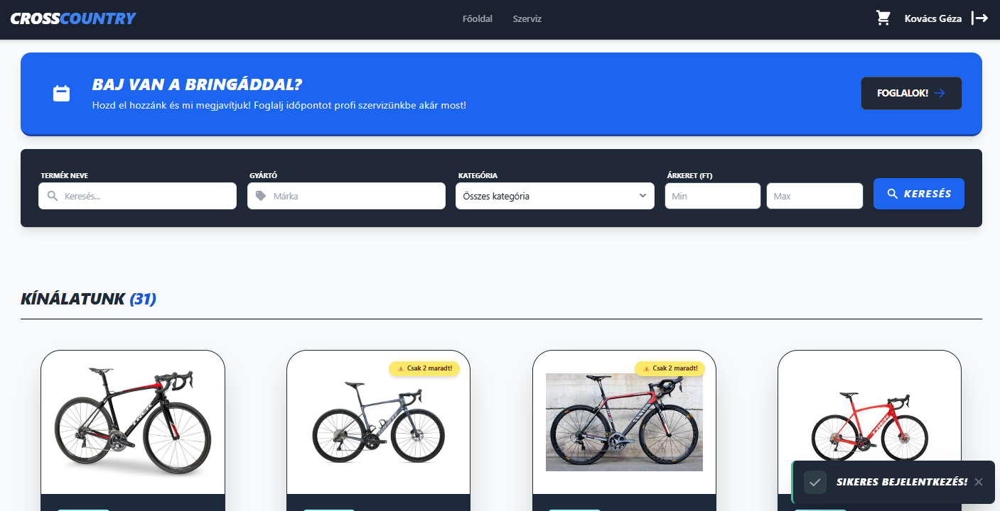 CROSSCOUNTRY
Főoldal
Szerviz
Kovács Géza
BAJ VAN A BRINGÁDDAL?
Hozd el hozzánk és mi megjavítjuk! Foglalj időpontot profi szervizünkbe akár most!
FOGLALOK!
TERMÉK NEVE
GYÁRTÓ
KATEGÓRIA
ÁRKERET (FT)
Keresés...
Márka
Összes kategória
Min
Max
KERESÉS
KÍNÁLATUNK (31)
Csak 2 maradt!
Csak 2 maradt!
TREK
TREK
SIKERES BEJELENTKEZÉS!